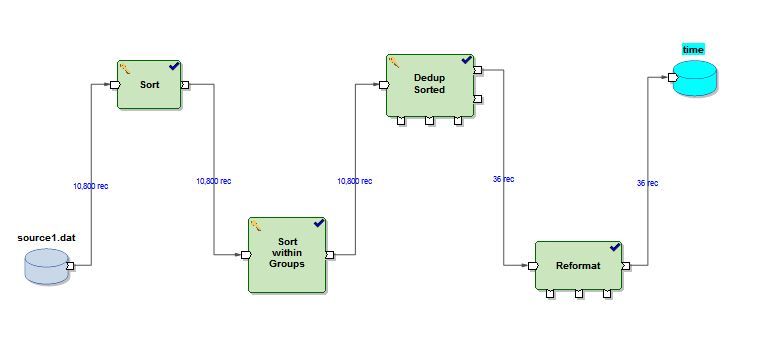 time
Sort
Dedup
Sorted
10,800 rec
10,800 rec
10,800 rec
36 rec
36 rec
source1.dat
Sort
within
Groups
Reformat